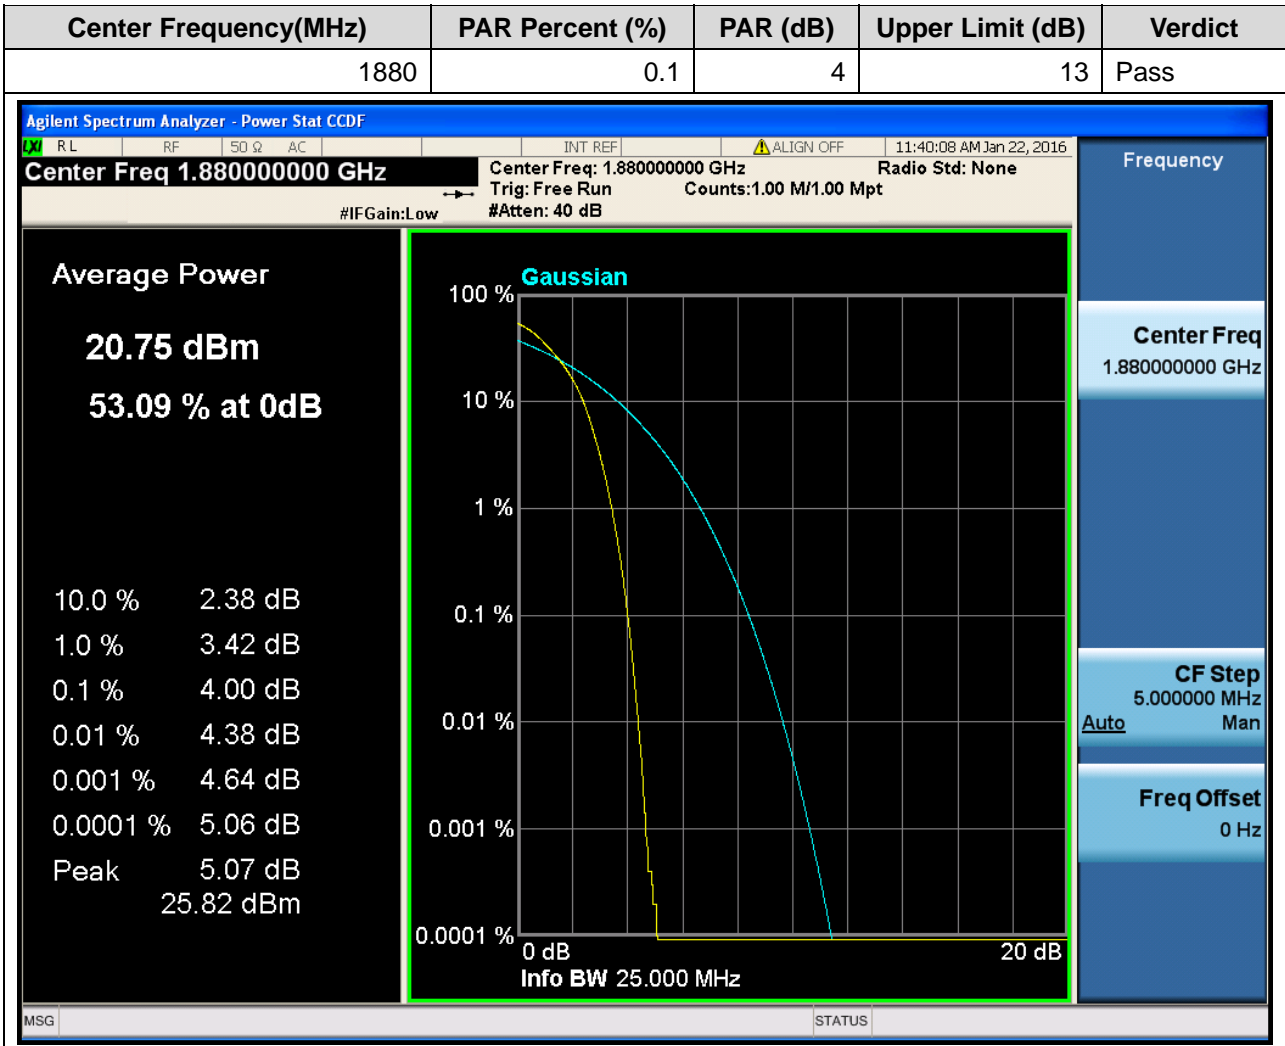 Center Frequency(MHz) PAR Percent (%) PAR (dB) Upper Limit (dB) Verdict
1880 0.1 4 13 Pass
Agilent Spectrum Analyzer - Power Stat CCDF
LXI RL RF 50 Ω AC INT REF ALIGN OFF 11:40:08 AM Jan 22, 2016
Center Freq 1.880000000 GHz
Center Freq: 1.880000000 GHz Radio Std: None
Trig: Free Run Counts:1.00 M/1.00 Mpt
#IFGain:Low #Atten: 40 dB
Frequency
Average Power
20.75 dBm
53.09 % at 0dB
10.0 % 2.38 dB
1.0 % 3.42 dB
0.1 % 4.00 dB
0.01 % 4.38 dB
0.001 % 4.64 dB
0.0001 % 5.06 dB
Peak 5.07 dB
25.82 dBm
Gaussian
100 %
10 %
1 %
0.1 %
0.01 %
0.001 %
0.0001 %
0 dB 20 dB
Info BW 25.000 MHz
Center Freq
1.880000000 GHz
CF Step
5.000000 MHz
Auto Man
Freq Offset
0 Hz
MSG STATUS